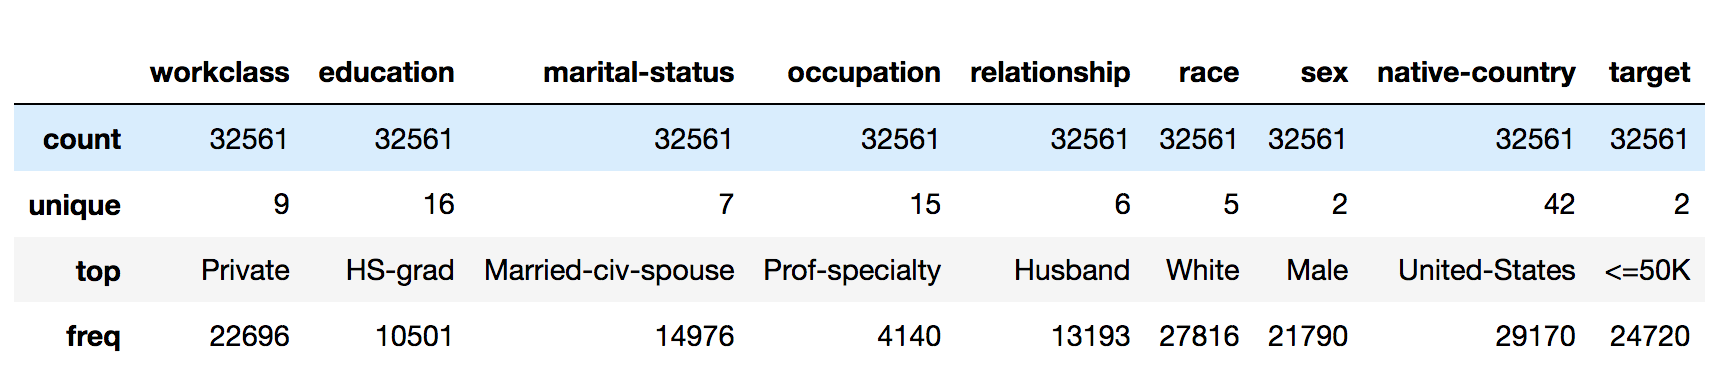 workclass education marital-status occupation relationship race sex native-country target
count 32561 32561 32561 32561 32561 32561 32561 32561 32561
unique 9 16 7 15 6 5 2 42 2
top Private HS-grad Married-civ-spouse Prof-specialty Husband White Male United-States <=50K
freq 22696 10501 14976 4140 13193 27816 21790 29170 24720